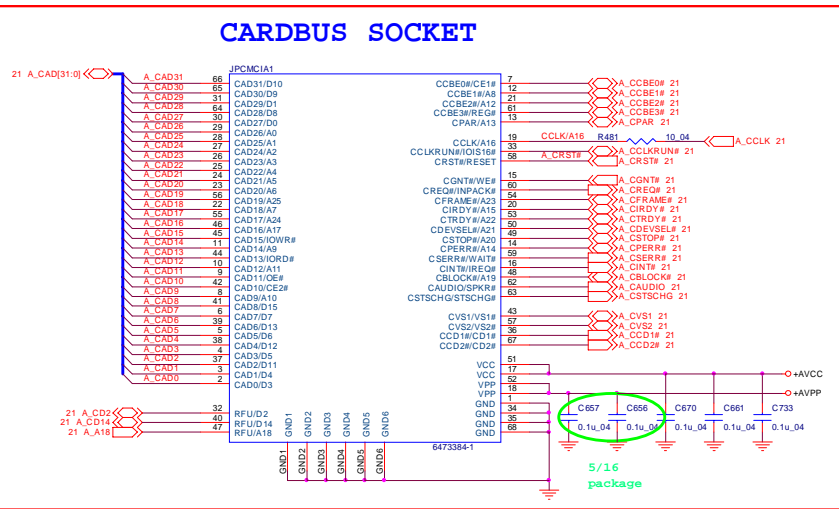 CARDBUS SOCKET
JPCMCIA1
21 A_CAD[31:0]
A_CAD31 66 CAD31/D10
A_CAD30 65 CAD30/D9
A_CAD29 31 CAD29/D1
A_CAD28 64 CAD28/D8
A_CAD27 30 CAD27/D0
A_CAD26 29 CAD26/A0
A_CAD25 28 CAD25/A1
A_CAD24 27 CAD24/A2
A_CAD23 26 CAD23/A3
A_CAD22 25 CAD22/A4
A_CAD21 24 CAD21/A5
A_CAD20 23 CAD20/A6
A_CAD19 56 CAD19/A25
A_CAD18 22 CAD18/A7
A_CAD17 55 CAD17/A24
A_CAD16 46 CAD16/A17
A_CAD15 45 CAD15/IOWR#
A_CAD14 11 CAD14/A9
A_CAD13 44 CAD13/IORD#
A_CAD12 10 CAD12/A11
A_CAD11 9 CAD11/OE#
A_CAD10 42 CAD10/CE2#
A_CAD9 8 CAD9/A10
A_CAD8 41 CAD8/D15
A_CAD7 6 CAD7/D7
A_CAD6 39 CAD6/D13
A_CAD5 5 CAD5/D6
A_CAD4 38 CAD4/D12
A_CAD3 4 CAD3/D5
A_CAD2 37 CAD2/D11
A_CAD1 3 CAD1/D4
A_CAD0 2 CAD0/D3
21 A_CD2 32 RFU/D2
21 A_CD14 40 RFU/D14
21 A_A18 47 RFU/A18
CCBE0#/CE1# 7 A_CCBE0# 21
CCBE1#/A8 12 A_CCBE1# 21
CCBE2#/A12 21 A_CCBE2# 21
CCBE3#/REG# 61 A_CCBE3# 21
CPAR/A13 13 A_CPAR 21
CCLK/A16 19 CCLK/A16 R481 10_04 A_CCLK 21
CCLKRUN#/IOIS16# 33 A_CCLKRUN# 21
CRST#/RESET 58 A_CRST# A_CRST# 21
CGNT#/WE# 15 A_CGNT# 21
CREQ#/INPACK# 60 A_CREQ# 21
CFRAME#/A23 54 A_CFRAME# 21
CIRDY#/A15 20 A_CIRDY# 21
CTRDY#/A22 53 A_CTRDY# 21
CDEVSEL#/A21 50 A_CDEVSEL# 21
CSTOP#/A20 49 A_CSTOP# 21
CPERR#/A14 14 A_CPERR# 21
CSERR#/WAIT# 59 A_CSERR# 21
CINT#/IREQ# 16 A_CINT# 21
CBLOCK#/A19 48 A_CBLOCK# 21
CAUDIO/SPKR# 62 A_CAUDIO 21
CSTSCHG/STSCHG# 63 A_CSTSCHG 21
CVS1/VS1# 43 A_CVS1 21
CVS2/VS2# 57 A_CVS2 21
CCD1#/CD1# 36 A_CCD1# 21
CCD2#/CD2# 67 A_CCD2# 21
VCC 51
VCC 17 +AVCC
VPP 52
VPP 18 +AVPP
GND 1
GND 34
GND 35
GND 68
C657 C656 C670 C661 C733
0.1u_04 0.1u_04 0.1u_04 0.1u_04 0.1u_04
GND1 GND2 GND3 GND4 GND5 GND6
6473384-1
GND1 GND2 GND3 GND4 GND5 GND6
5/16
package